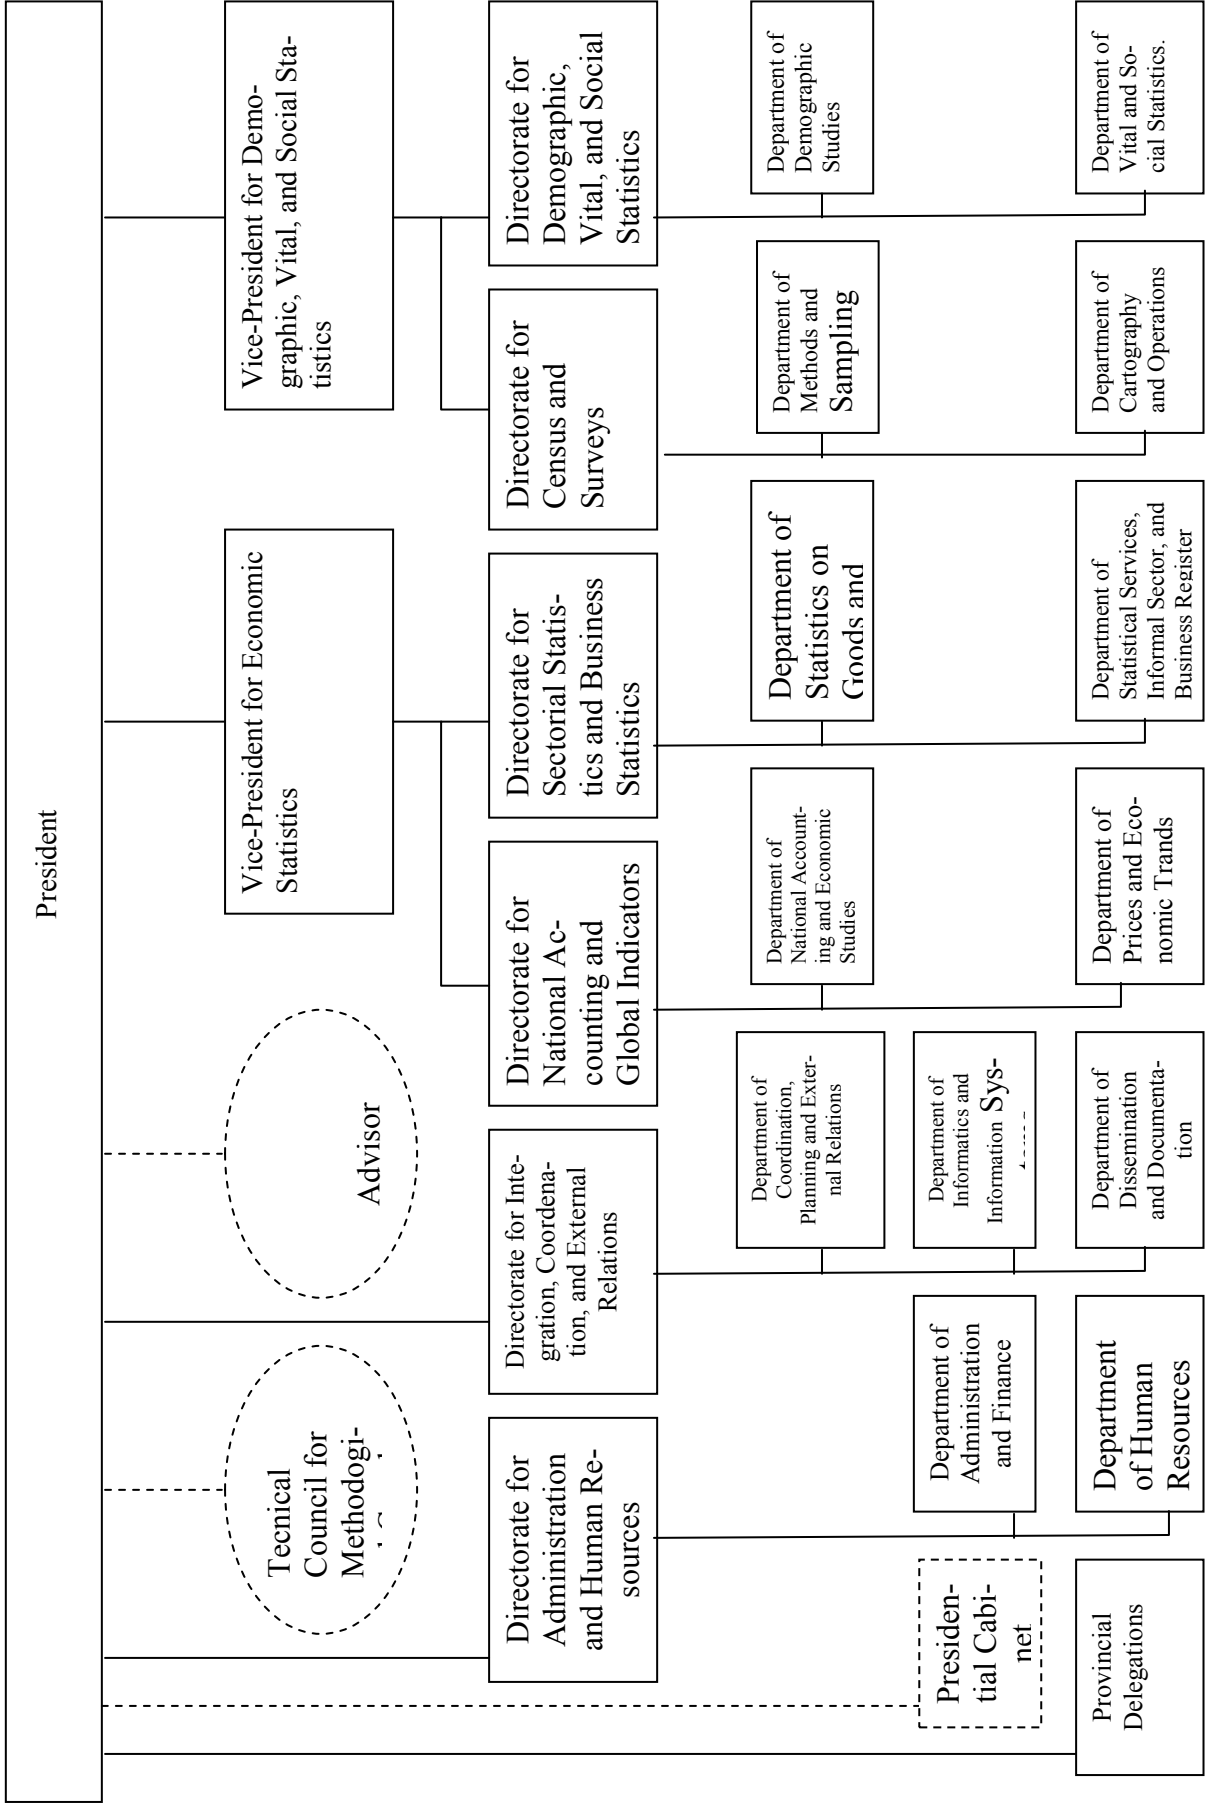 President
Tecnical
Council for
Methodogi-
Advisor
Vice-President for Economic
Statistics
Vice-President for Demo-
graphic, Vital, and Social Sta-
tistics
Directorate for
Administration
and Human Re-
sources
Directorate for Inte-
gration, Coordena-
tion, and External
Relations
Directorate for
National Ac-
counting and
Global Indicators
Directorate for
Sectorial Statis-
tics and Business
Statistics
Directorate for
Census and
Surveys
Directorate for
Demographic,
Vital, and Social
Statistics
Department of
Coordination,
Planning and Exter-
nal Relations
Department of
National Account-
ing and Economic
Studies
Department of
Statistics on
Goods and
Department of
Methods and
Sampling
Department of
Demographic
Studies
Presiden-
tial Cabi-
net
Department of
Administration
and Finance
Department of
Informatics and
Information Sys-
Provincial
Delegations
Department
of Human
Resources
Department of
Dissemination
and Documenta-
tion
Department of
Prices and Eco-
nomic Trands
Department of
Statistical Services,
Informal Sector, and
Business Register
Department of
Cartography
and Operations
Department of
Vital and So-
cial Statistics.